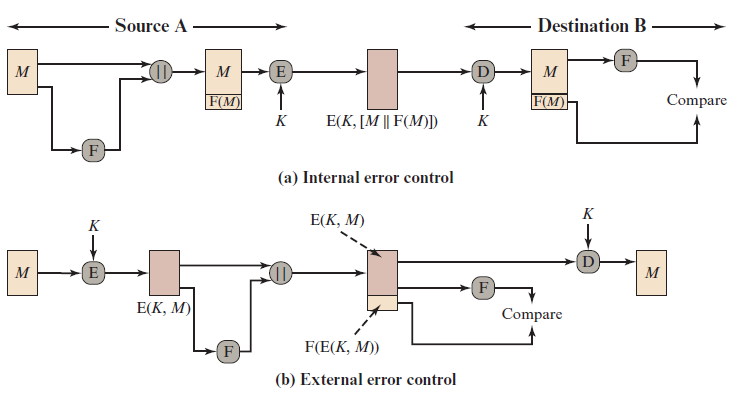 Source A
Destination B
M
||
M
F(M)
E
K
E(K, [M || F(M)])
D
K
M
F(M)
F
Compare
F
(a) Internal error control
K
M
E
E(K, M)
F
||
E(K, M)
F(E(K, M))
F
Compare
K
D
M
(b) External error control